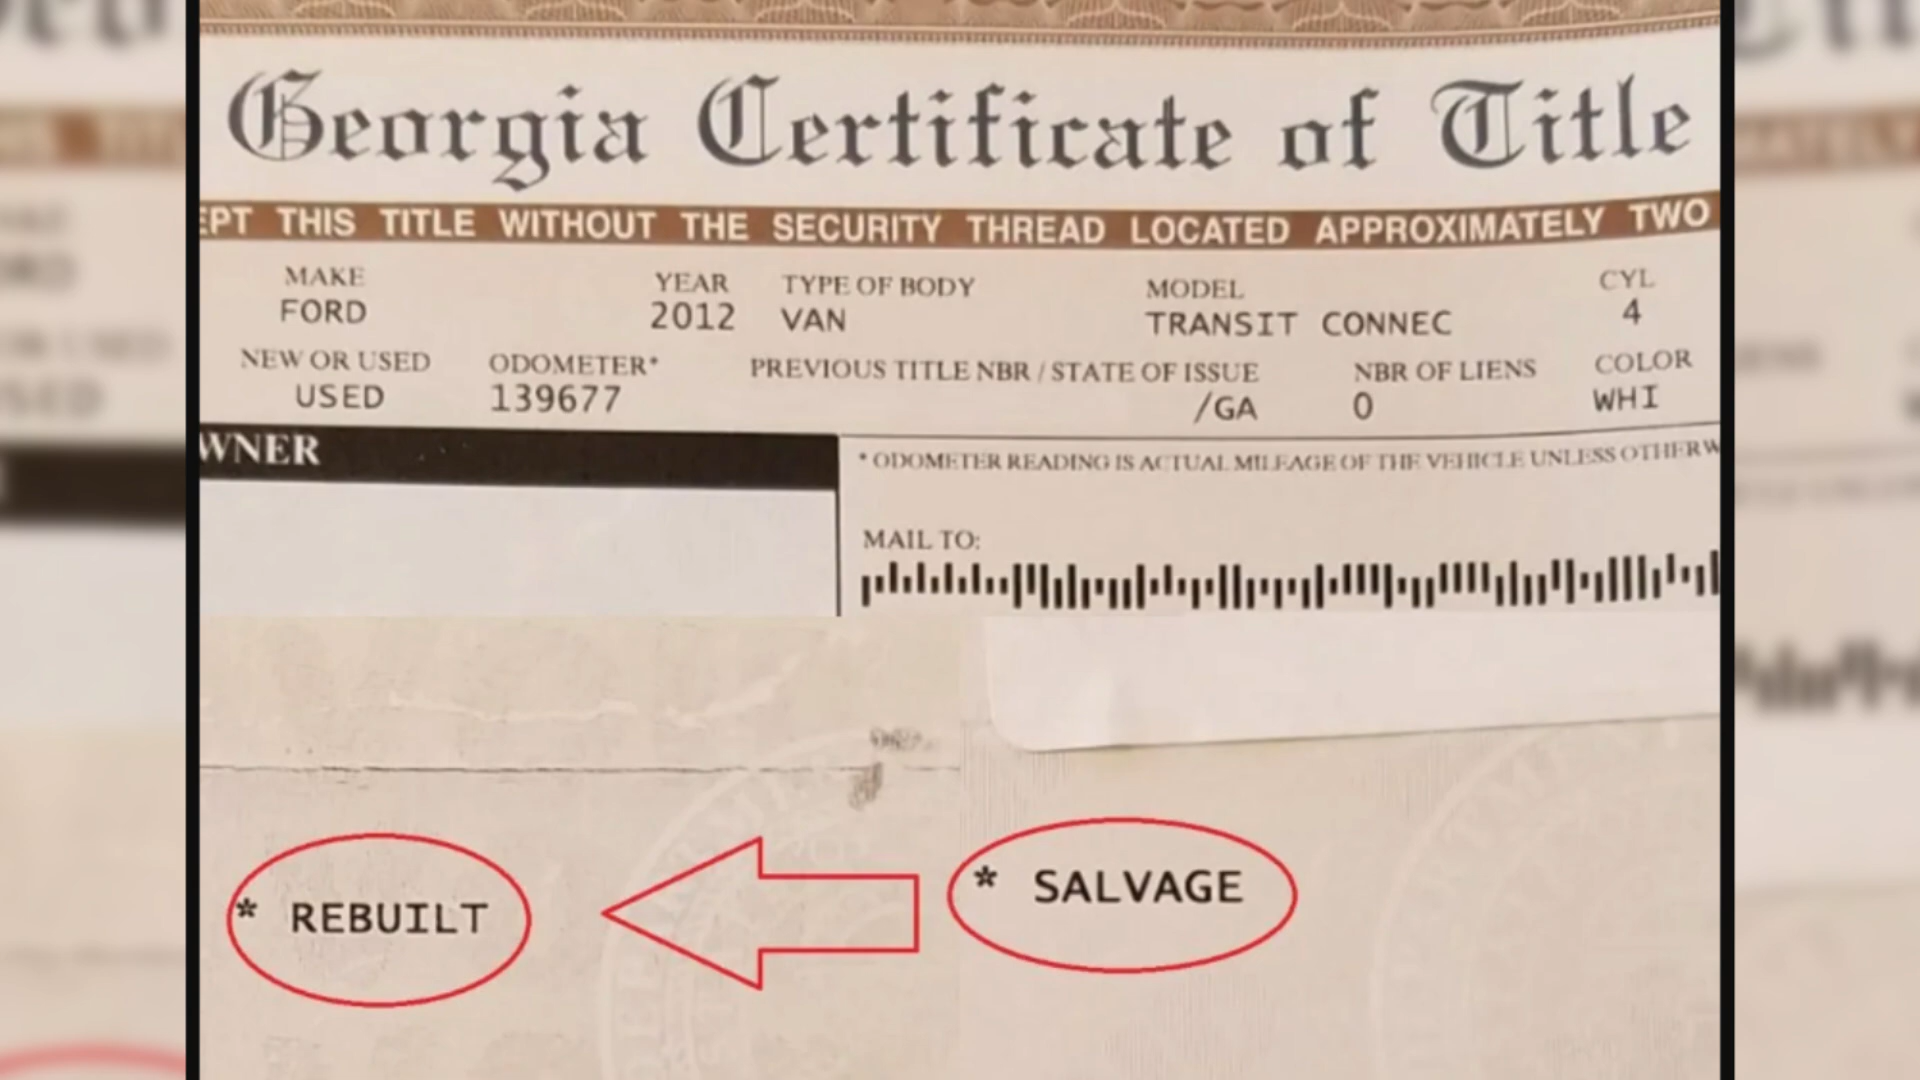 Georgia Certificate of Title
EPT THIS TITLE WITHOUT THE SECURITY THREAD LOCATED APPROXIMATELY TWO
MAKE YEAR TYPE OF BODY MODEL CYL
FORD 2012 VAN TRANSIT CONNEC 4
NEW OR USED ODOMETER* PREVIOUS TITLE NBR / STATE OF ISSUE NBR OF LIENS COLOR
USED 139677 /GA 0 WHI
WNER
* ODOMETER READING IS ACTUAL MILEAGE OF THE VEHICLE UNLESS OTHERW
MAIL TO:
* REBUILT
* SALVAGE